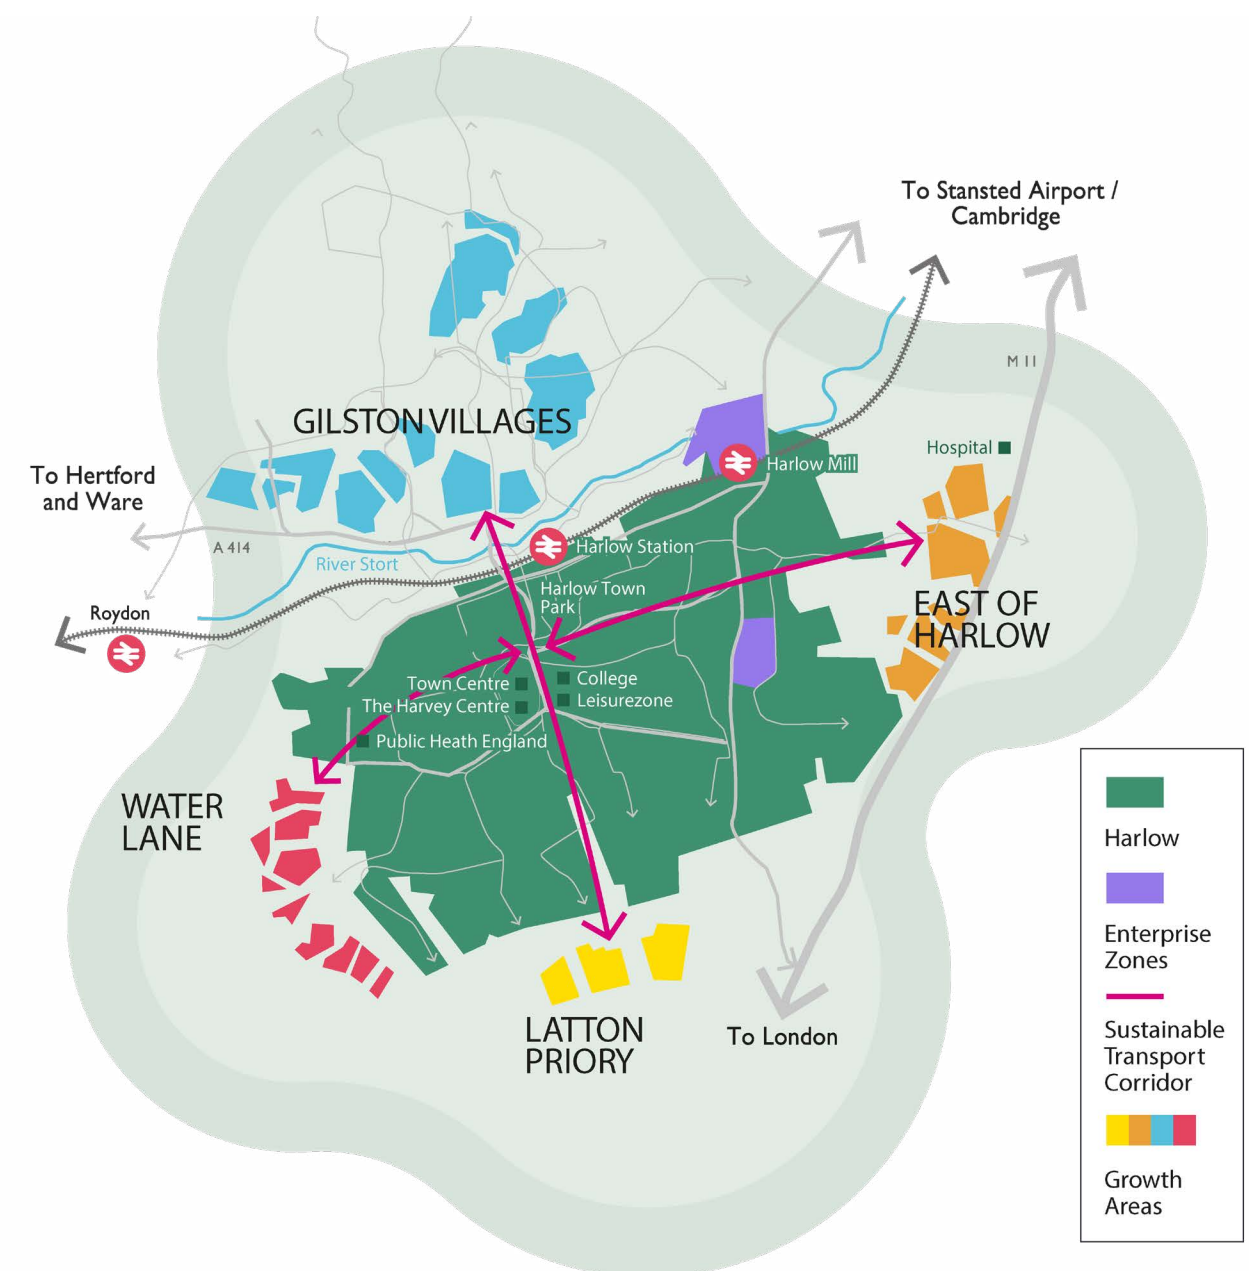 To Stansted Airport /
Cambridge
M 11
GILSTON VILLAGES
Hospital
Harlow Mill
To Hertford
and Ware
A 414
River Stort
Harlow Station
Roydon
Harlow Town
Park
EAST OF
HARLOW
Town Centre
College
The Harvey Centre
Leisurezone
Public Heath England
WATER
LANE
LATTON
PRIORY
To London
Harlow
Enterprise
Zones
Sustainable
Transport
Corridor
Growth
Areas